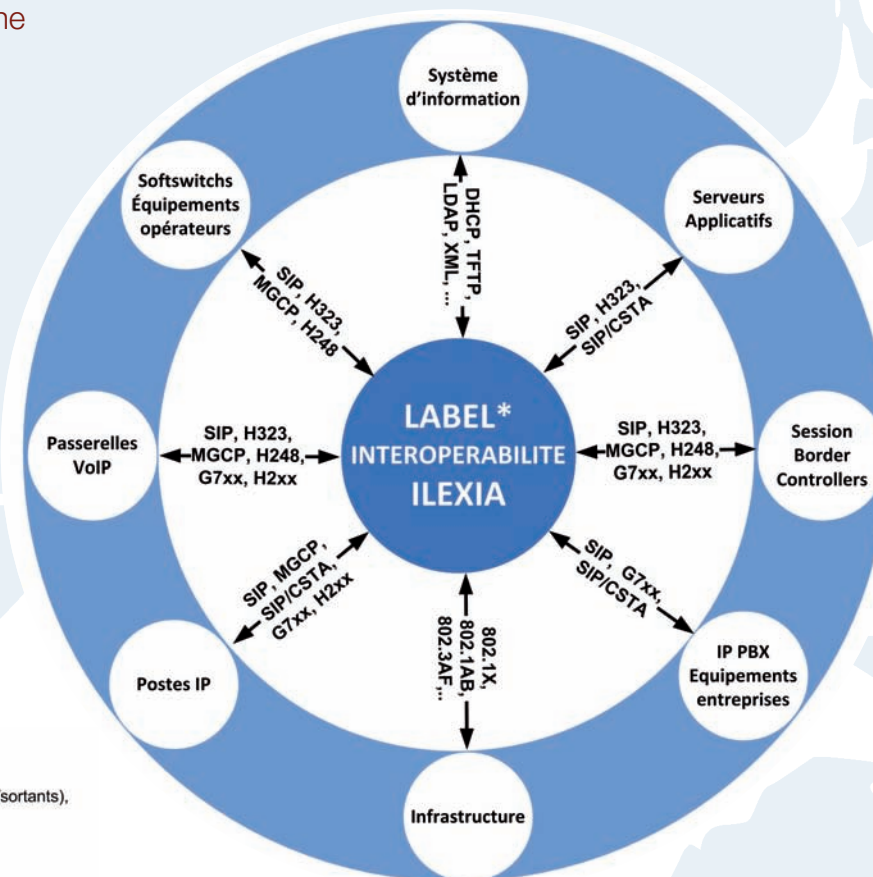 ne
Système
d'information
Softswitchs
Équipements
opérateurs
Serveurs
Applicatifs
DHCP, TFTP,
LDAP, XML, ...
SIP, H323,
MGCP, H248
SIP, H323,
SIP/CSTA
LABEL*
INTEROPERABILITE
ILEXIA
Passerelles
VoIP
SIP, H323,
MGCP, H248,
G7xx, H2xx
SIP, H323,
MGCP, H248,
G7xx, H2xx
Session
Border
Controllers
SIP, MGCP,
SIP/CSTA,
G7xx, H2xx
802.1X,
802.1AB,
802.3AF,..
SIP, G7xx,
SIP/CSTA
Postes IP
IP PBX
Equipements
entreprises
sortants),
Infrastructure